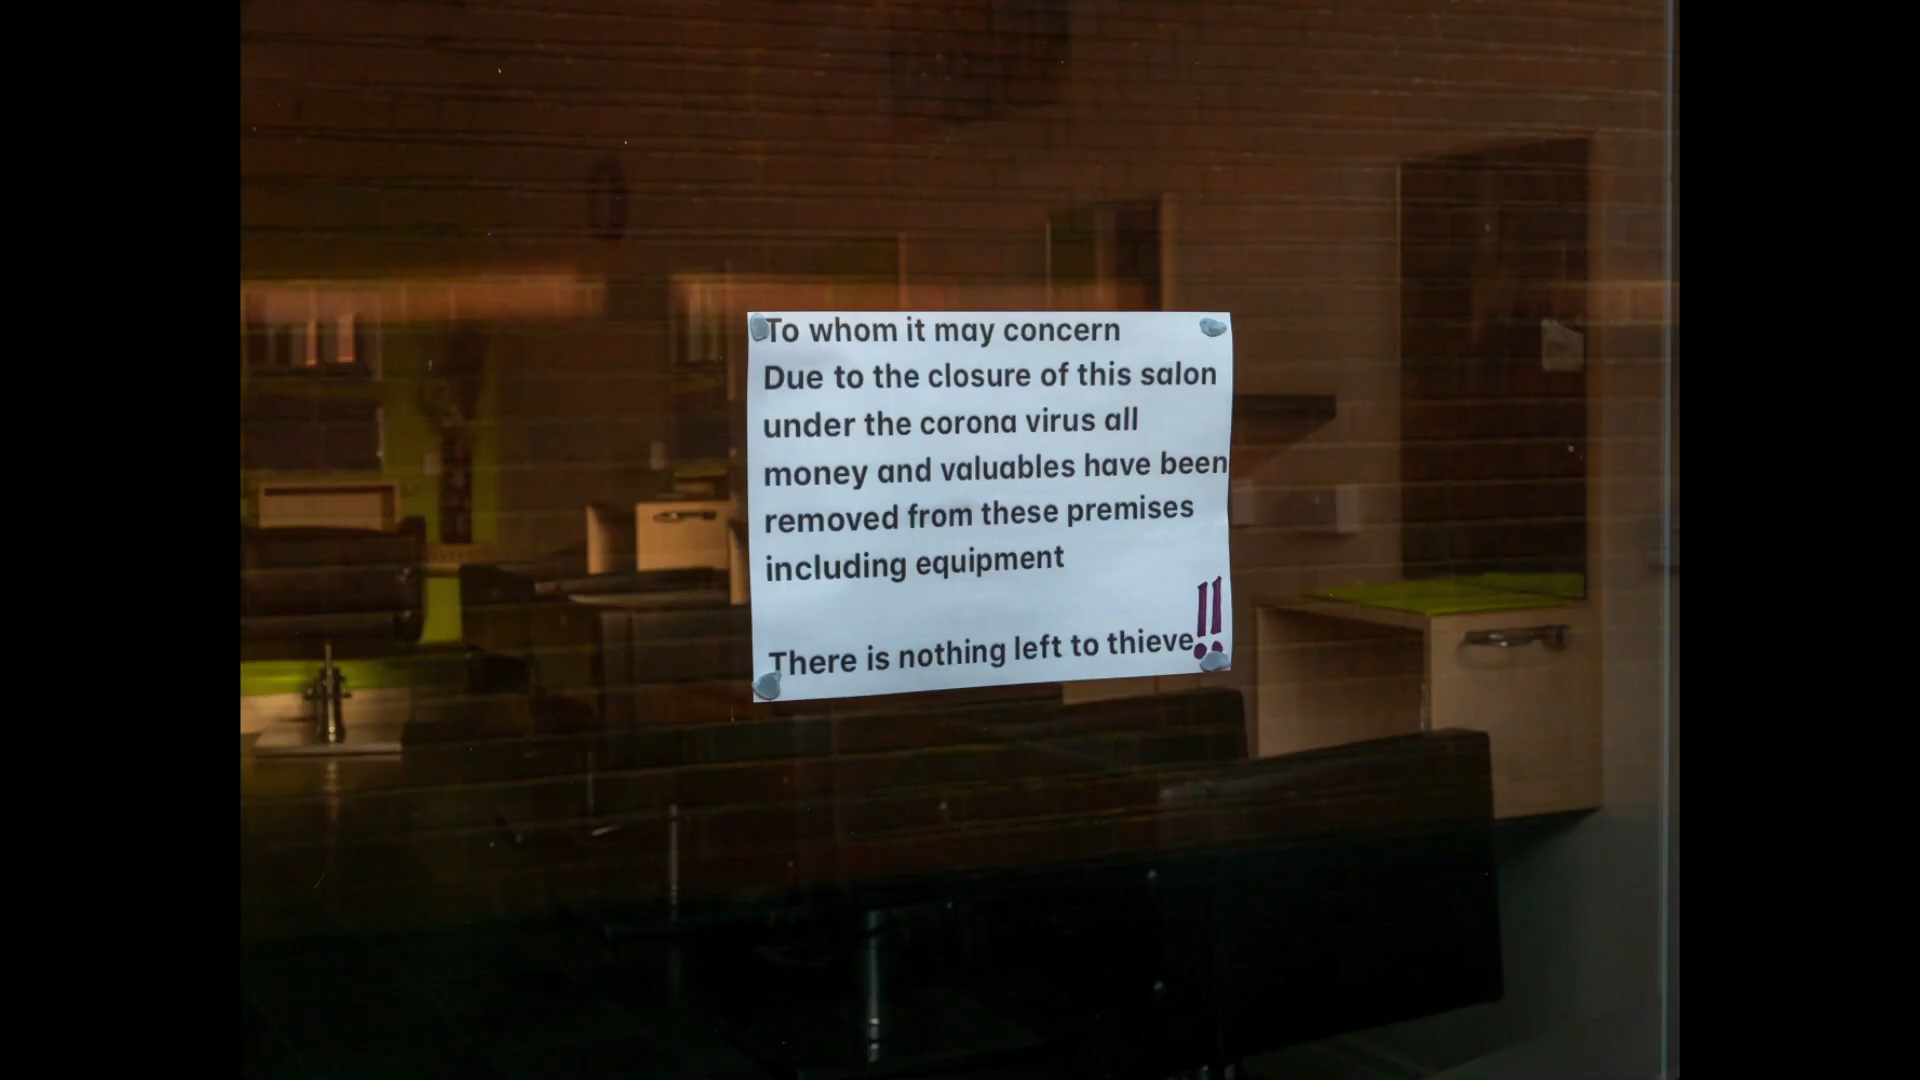 To whom it may concern
Due to the closure of this salon
under the corona virus all
money and valuables have been
removed from these premises
including equipment
There is nothing left to thieve!!